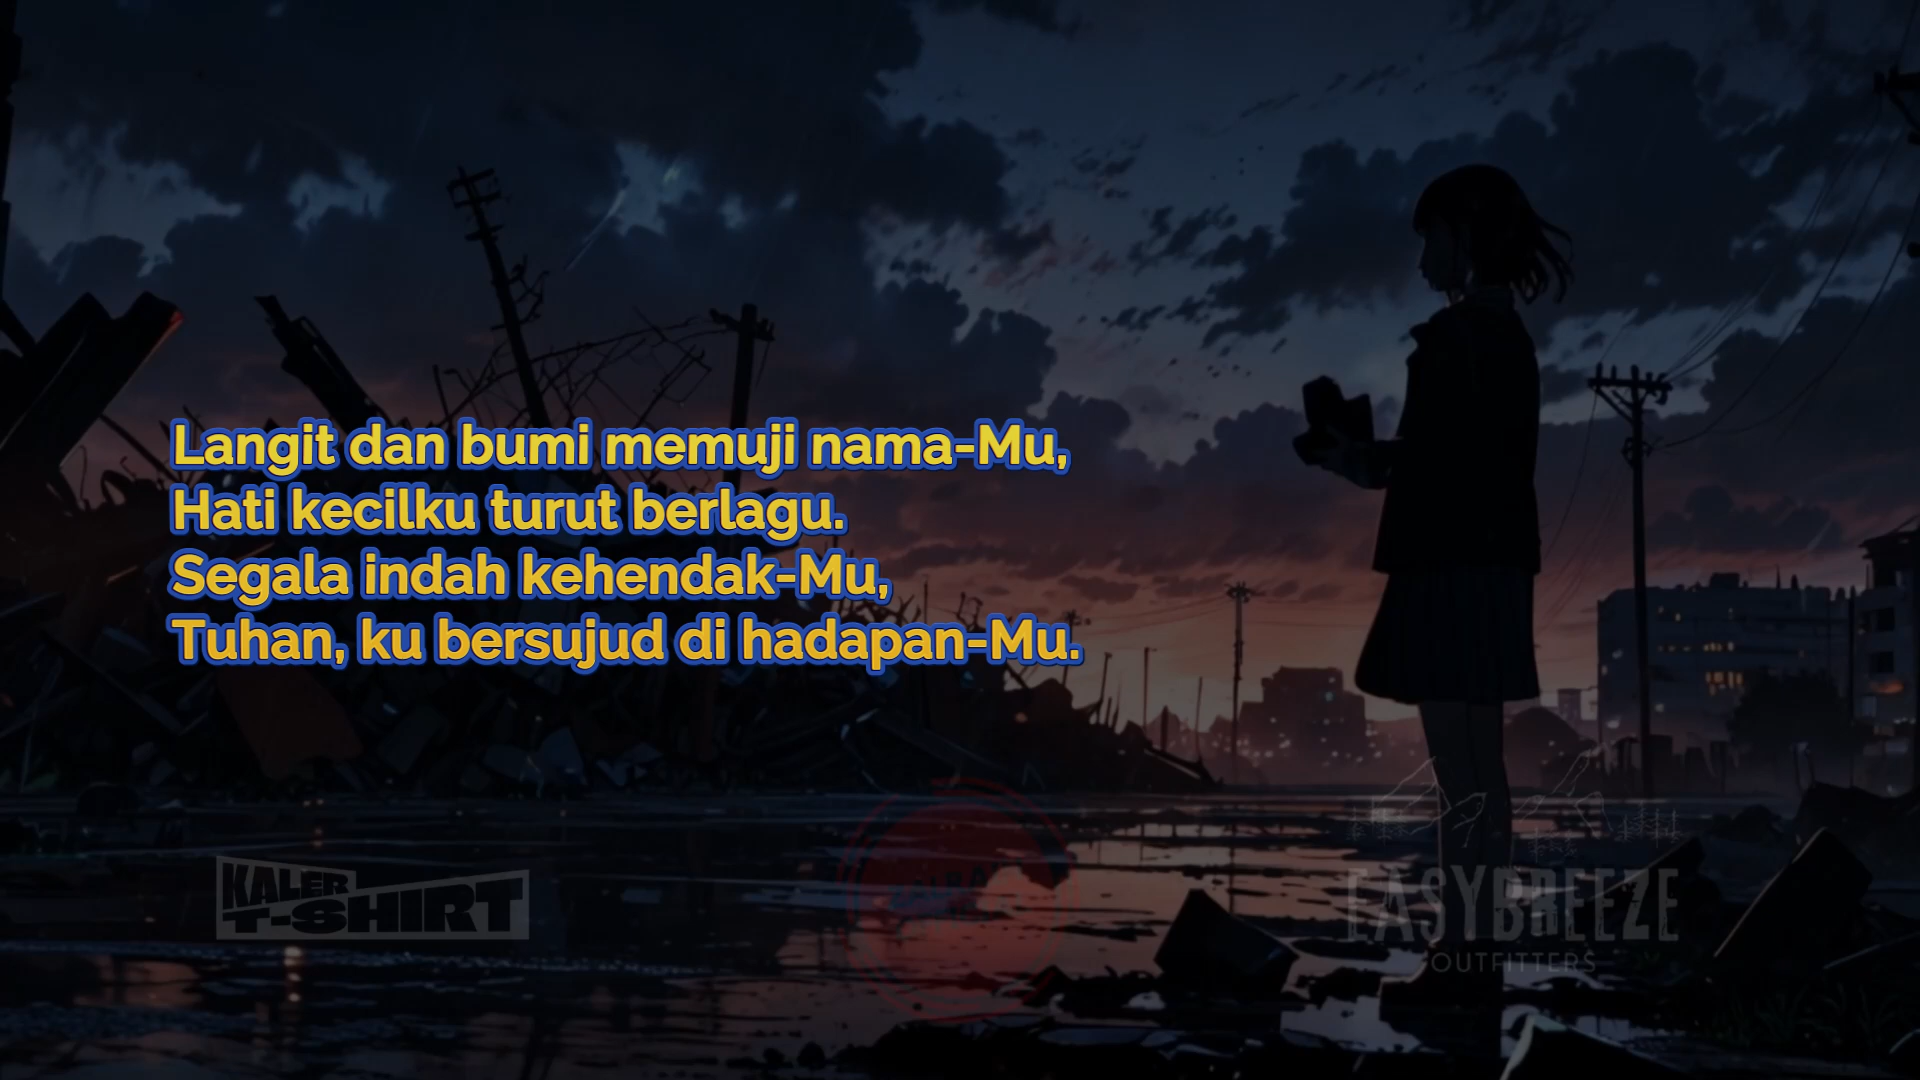 Langit dan bumi memuji nama-Mu,
Hati kecilku turut berlagu.
Segala indah kehendak-Mu,
Tuhan, ku bersujud di hadapan-Mu.
KALER
T-SHIRT
EASYBREEZE
OUTFITTERS